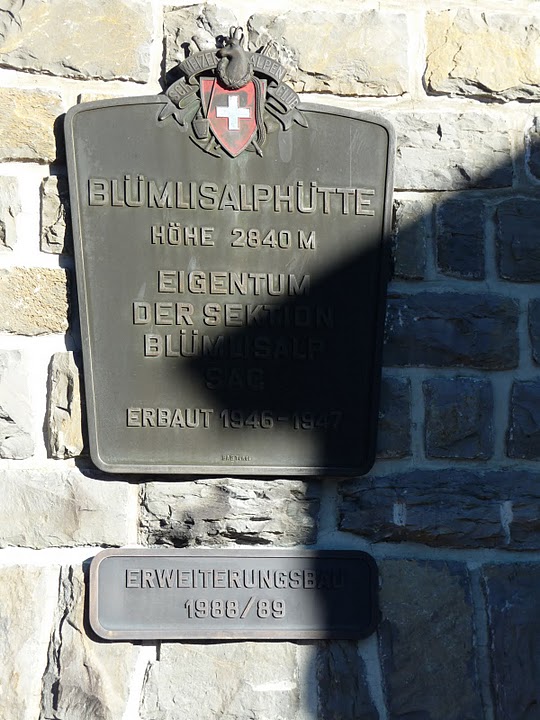 BLÜMLISALPHÜTTE
HÖHE 2840 M
EIGENTUM
DER SEKTION
BLÜMLISALP
SAC
ERBAUT 1946-1947
ERWEITERUNGSBAU
1988/89